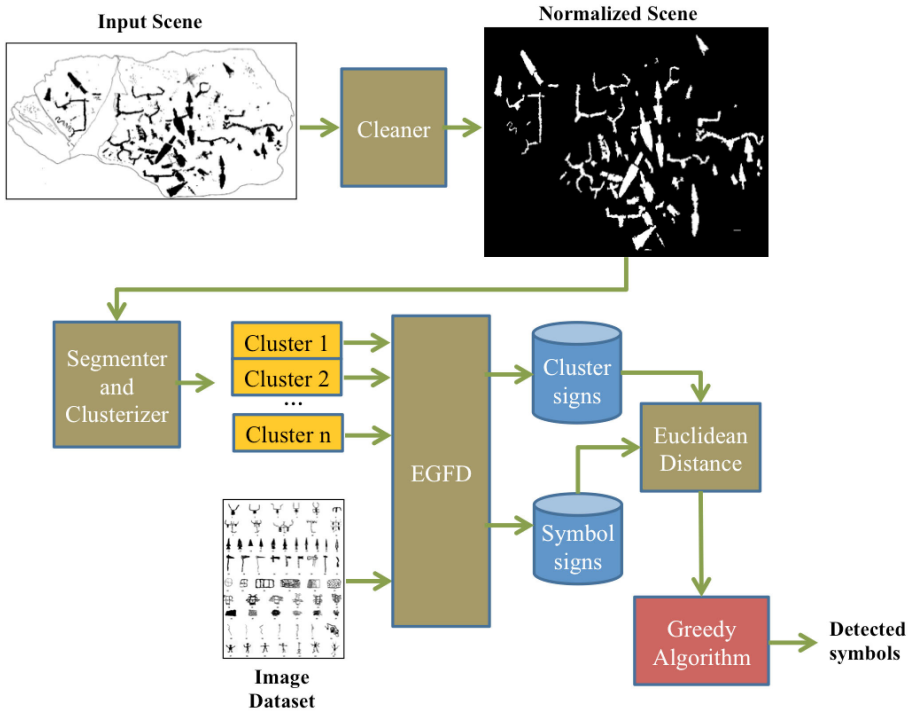 Input Scene
Normalized Scene
Cleaner
Segmenter
and
Clusterizer
Cluster 1
Cluster 2
...
Cluster n
EGFD
Cluster
signs
Symbol
signs
Euclidean
Distance
Greedy
Algorithm
Detected
symbols
Image
Dataset